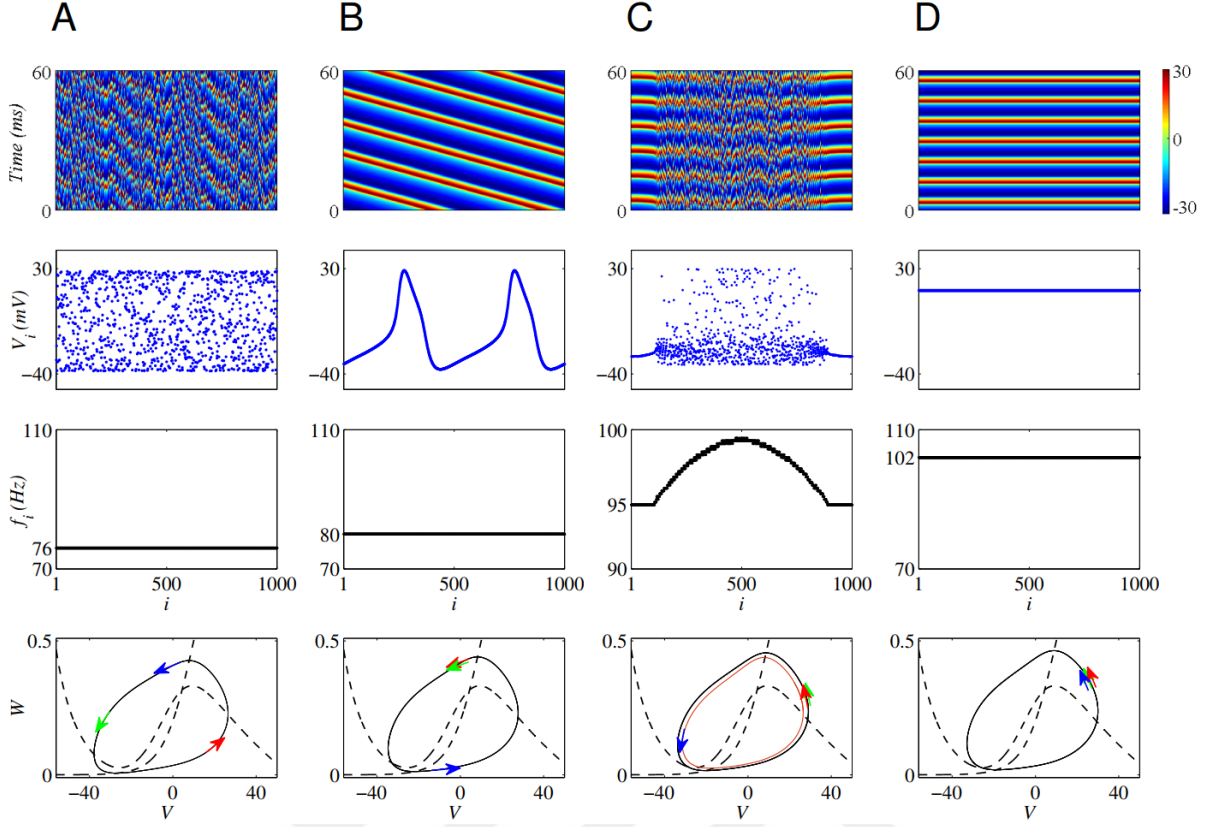 A B C D
Time (ms)
60 60 60 60
0 0 0 0
30
0
-30
V_i (mV)
30 30 30 30
−40 −40 −40 −40
f_i (Hz)
110 110 100 110
102
95
76 80
70 70 90 70
1 500 1000 1 500 1000 1 500 1000 1 500 1000
i i i i
W
0.5 0.5 0.5 0.5
0 0 0 0
−40 0 40 −40 0 40 −40 0 40 −40 0 40
V V V V